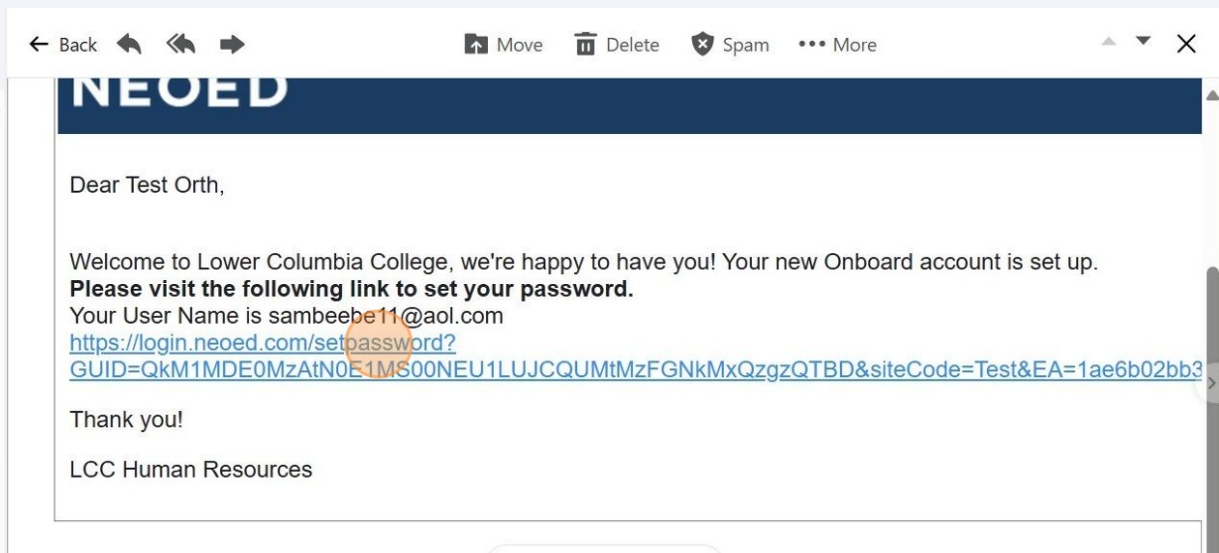 Back
Move
Delete
Spam
More
NEOED
Dear Test Orth,
Welcome to Lower Columbia College, we're happy to have you! Your new Onboard account is set up.
Please visit the following link to set your password.
Your User Name is sambeebe11@aol.com
https://login.neoed.com/setpassword?
GUID=QkM1MDE0MzAtN0E1MS00NEU1LUJCQUMtMzFGNkMxQzgzQTBD&siteCode=Test&EA=1ae6b02bb3
Thank you!
LCC Human Resources